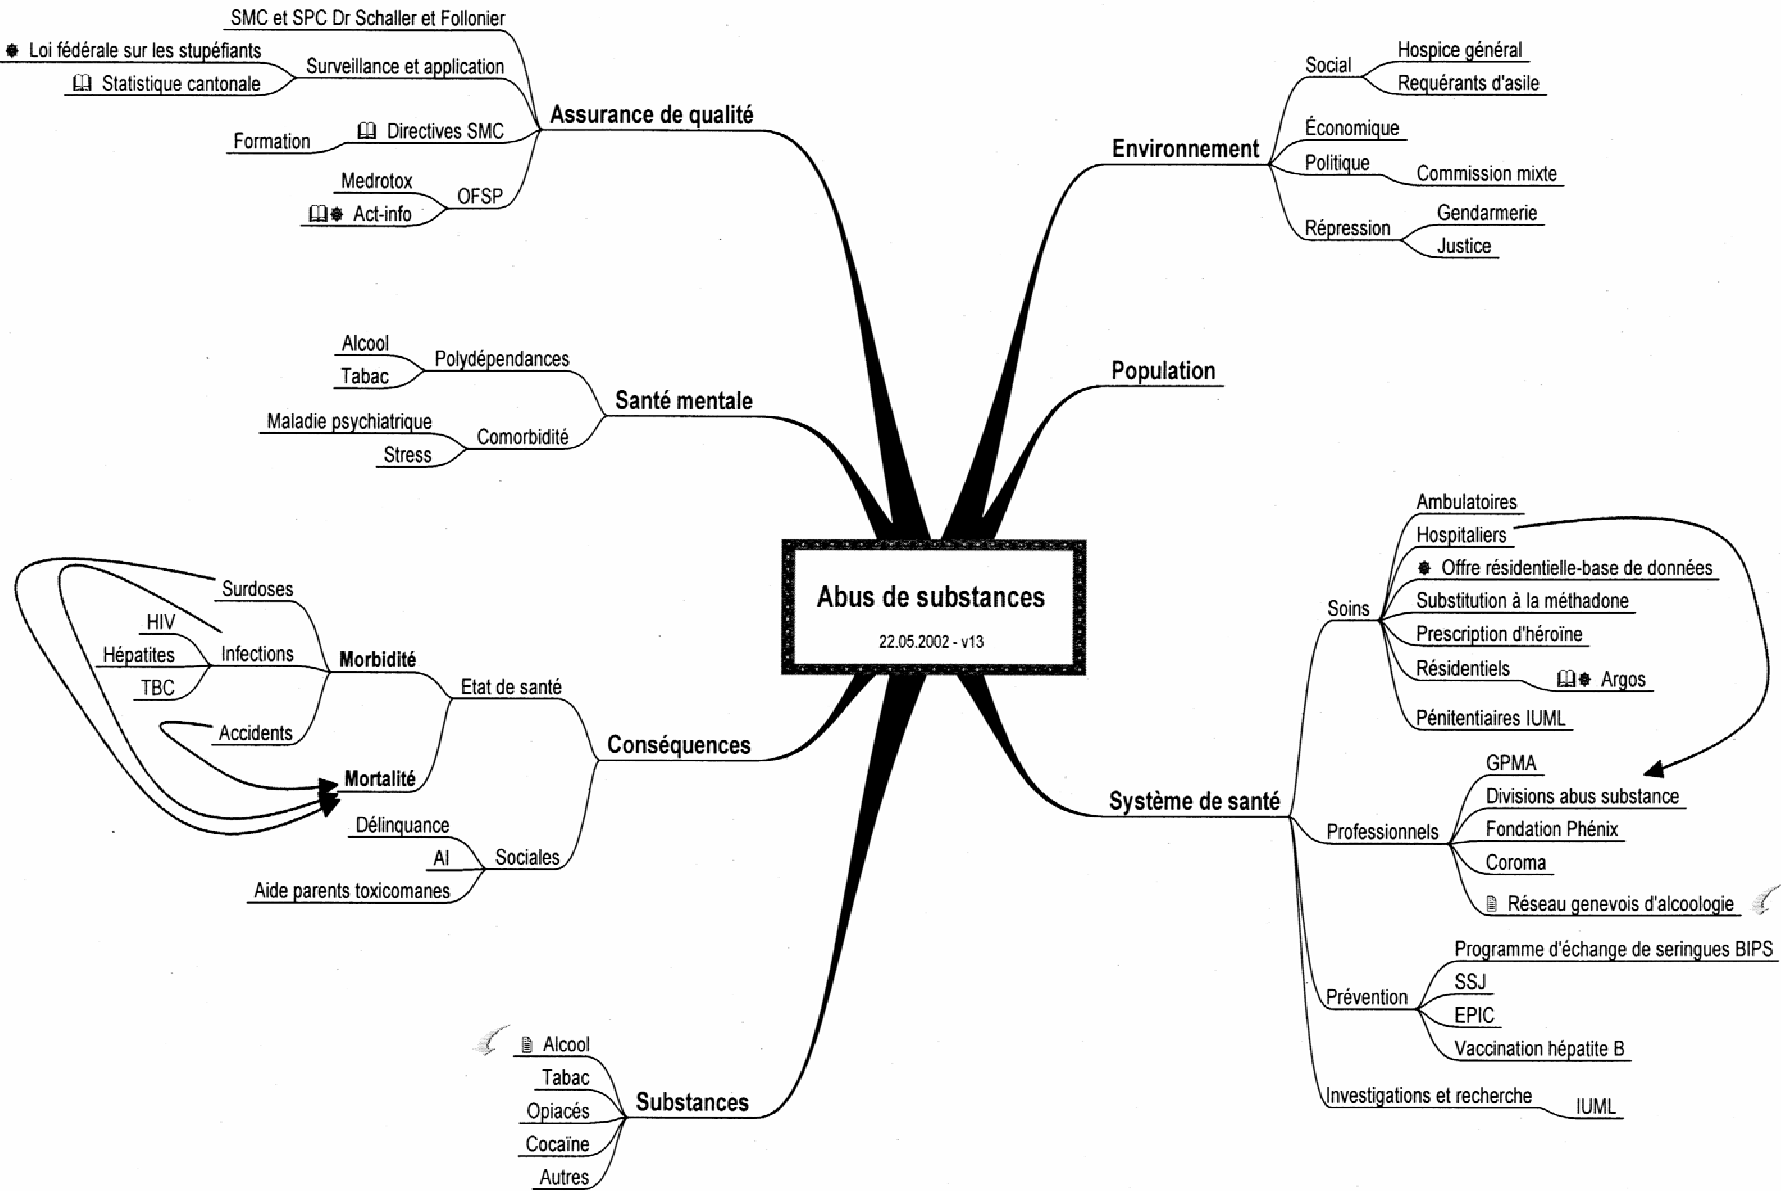 SMC et SPC Dr Schaller et Follonier
Loi fédérale sur les stupéfiants
Surveillance et application
Statistique cantonale
Assurance de qualité
Directives SMC
Formation
Medrotox
OFSP
Act-info
Alcool
Polydépendances
Tabac
Santé mentale
Maladie psychiatrique
Comorbidité
Stress
Surdoses
HIV
Hépatites
Infections
TBC
Morbidité
Accidents
Etat de santé
Mortalité
Conséquences
Délinquance
AI
Sociales
Aide parents toxicomanes
Alcool
Tabac
Opiacés
Cocaïne
Autres
Substances
Abus de substances
22.05.2002 - v13
Environnement
Social
Hospice général
Requérants d'asile
Économique
Politique
Commission mixte
Répression
Gendarmerie
Justice
Population
Système de santé
Soins
Ambulatoires
Hospitaliers
Offre résidentielle-base de données
Substitution à la méthadone
Prescription d'héroïne
Résidentiels
Argos
Pénitentiaires IUML
Professionnels
GPMA
Divisions abus substance
Fondation Phénix
Coroma
Réseau genevois d'alcoologie
Prévention
Programme d'échange de seringues BIPS
SSJ
EPIC
Vaccination hépatite B
Investigations et recherche
IUML